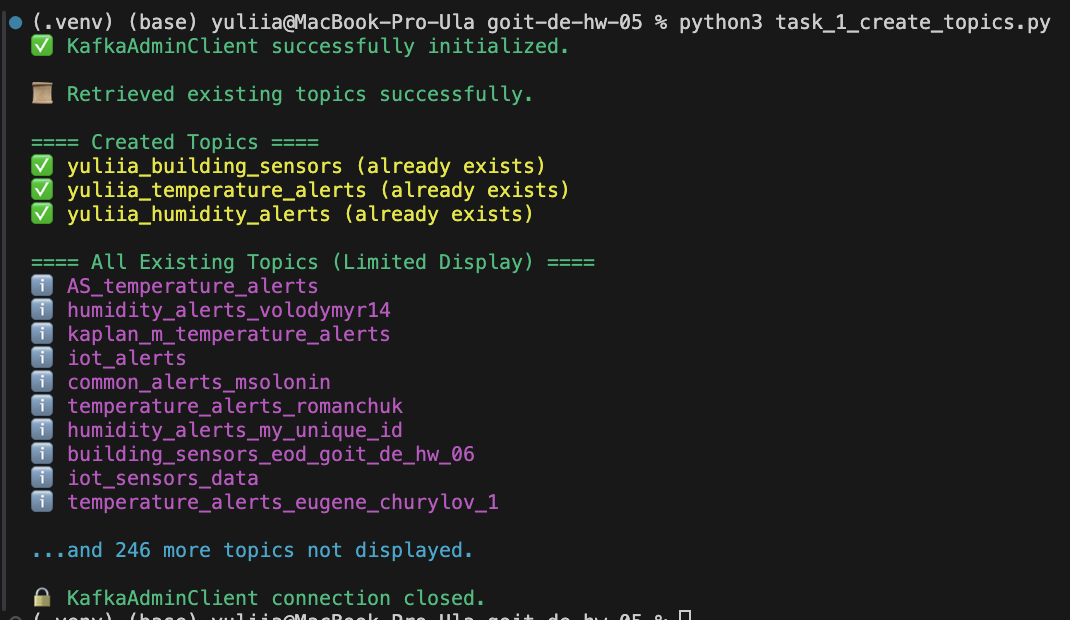 (.venv) (base) yuliia@MacBook-Pro-Ula goit-de-hw-05 % python3 task_1_create_topics.py
✅ KafkaAdminClient successfully initialized.
📜 Retrieved existing topics successfully.
==== Created Topics ====
✅ yuliia_building_sensors (already exists)
✅ yuliia_temperature_alerts (already exists)
✅ yuliia_humidity_alerts (already exists)
==== All Existing Topics (Limited Display) ====
ℹ️ AS_temperature_alerts
ℹ️ humidity_alerts_volodymyr14
ℹ️ kaplan_m_temperature_alerts
ℹ️ iot_alerts
ℹ️ common_alerts_msolonin
ℹ️ temperature_alerts_romanchuk
ℹ️ humidity_alerts_my_unique_id
ℹ️ building_sensors_eod_goit_de_hw_06
ℹ️ iot_sensors_data
ℹ️ temperature_alerts_eugene_churylov_1
...and 246 more topics not displayed.
🔒 KafkaAdminClient connection closed.
(.venv) (base) yuliia@MacBook-Pro-Ula goit-de-hw-05 %